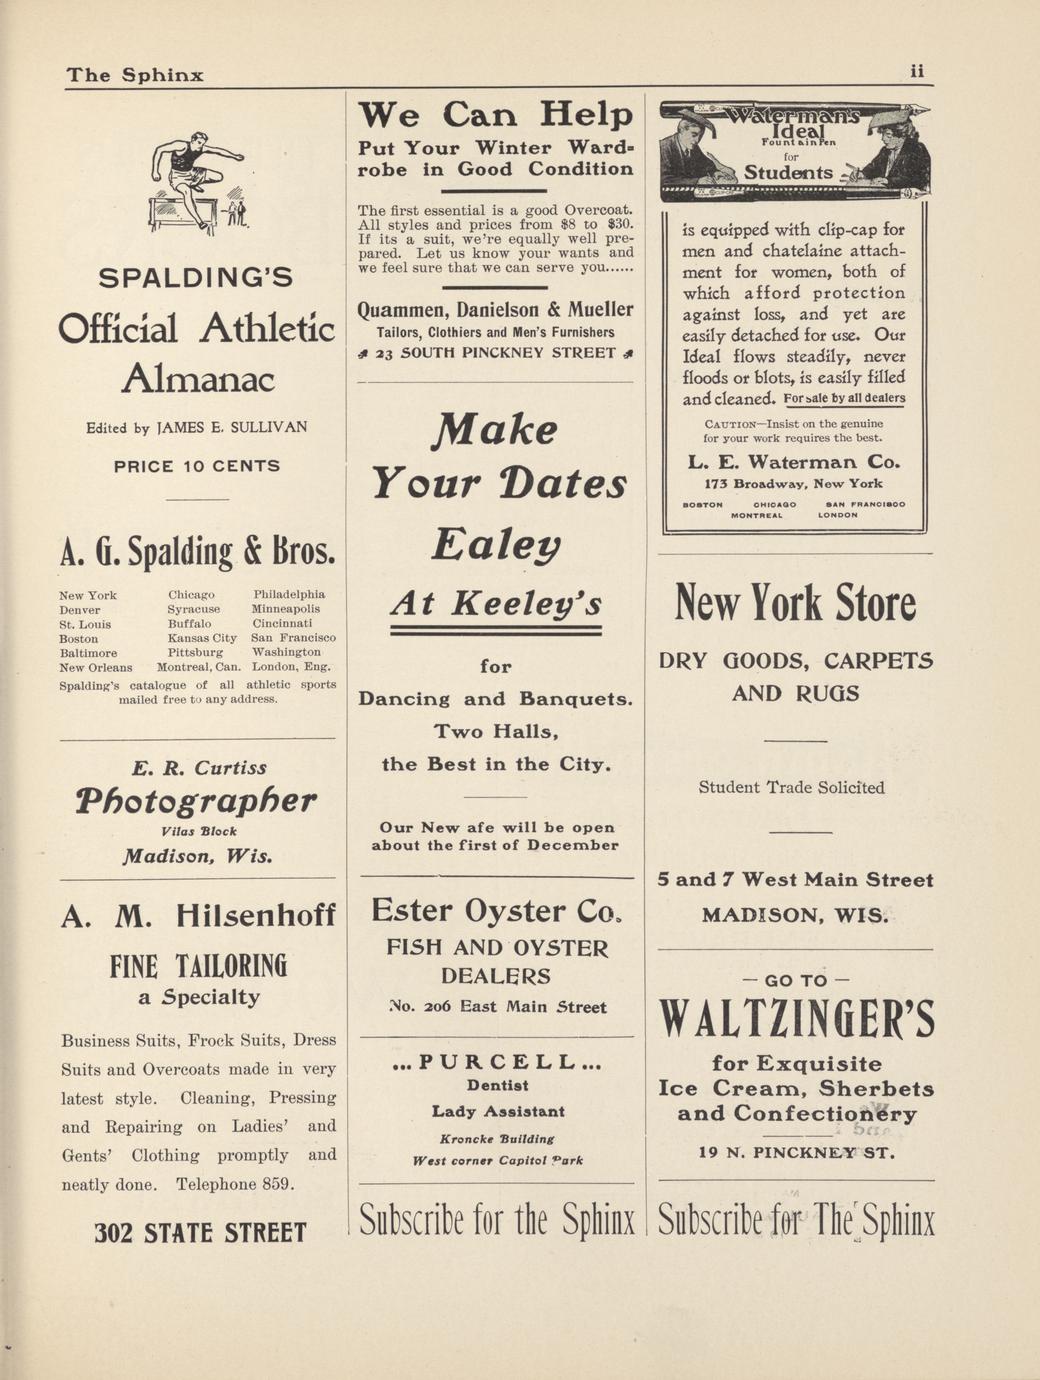 The Sphinx
ii
SPALDING'S
Official Athletic
Almanac
Edited by JAMES E. SULLIVAN
PRICE 10 CENTS
A. G. Spalding & Bros.
New York Chicago Philadelphia
Denver Syracuse Minneapolis
St. Louis Buffalo Cincinnati
Boston Kansas City San Francisco
Baltimore Pittsburg Washington
New Orleans Montreal, Can. London, Eng.
Spalding's catalogue of all athletic sports
mailed free to any address.
E. R. Curtiss
Photographer
Vilas Block
Madison, Wis.
A. M. Hilsenhoff
FINE TAILORING
a Specialty
Business Suits, Frock Suits, Dress
Suits and Overcoats made in very
latest style. Cleaning, Pressing
and Repairing on Ladies' and
Gents' Clothing promptly and
neatly done. Telephone 859.
302 STATE STREET
We Can Help
Put Your Winter Ward-
robe in Good Condition
The first essential is a good Overcoat.
All styles and prices from $8 to $30.
If its a suit, we're equally well pre-
pared. Let us know your wants and
we feel sure that we can serve you......
Quammen, Danielson & Mueller
Tailors, Clothiers and Men's Furnishers
23 SOUTH PINCKNEY STREET
Make
Your Dates
Ealey
At Keeley's
for
Dancing and Banquets.
Two Halls,
the Best in the City.
Our New afe will be open
about the first of December
Ester Oyster Co.
FISH AND OYSTER
DEALERS
No. 206 East Main Street
...PURCELL...
Dentist
Lady Assistant
Kroncke Building
West corner Capitol Park
Subscribe for the Sphinx
Waterman's
Ideal
Fountain Pen
for
Students
is equipped with clip-cap for
men and chatelaine attach-
ment for women, both of
which afford protection
against loss, and yet are
easily detached for use. Our
Ideal flows steadily, never
floods or blots, is easily filled
and cleaned. For sale by all dealers
CAUTION—Insist on the genuine
for your work requires the best.
L. E. Waterman Co.
173 Broadway, New York
BOSTON CHICAGO SAN FRANCISCO
MONTREAL LONDON
New York Store
DRY GOODS, CARPETS
AND RUGS
Student Trade Solicited
5 and 7 West Main Street
MADISON, WIS.
— GO TO —
WALTZINGER'S
for Exquisite
Ice Cream, Sherbets
and Confectionery
19 N. PINCKNEY ST.
Subscribe for The Sphinx